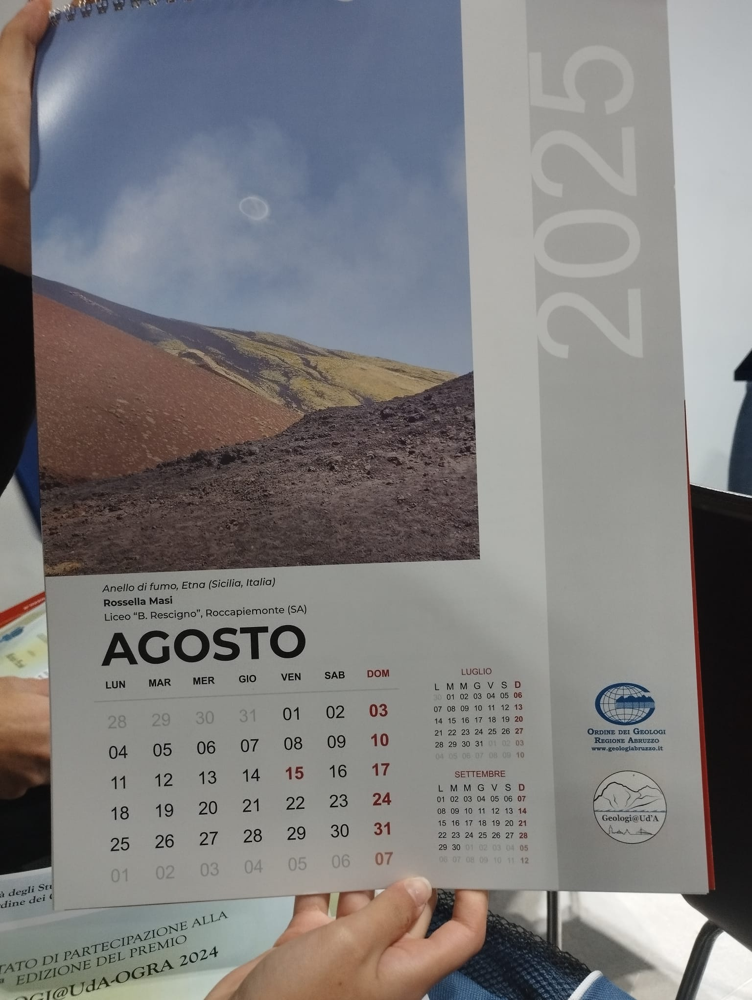 2025
Anello di fumo, Etna (Sicilia, Italia)
Rossella Masi
Liceo “B. Rescigno”, Roccapiemonte (SA)
AGOSTO
LUN MAR MER GIO VEN SAB DOM
28 29 30 31 01 02 03
04 05 06 07 08 09 10
11 12 13 14 15 16 17
18 19 20 21 22 23 24
25 26 27 28 29 30 31
01 02 03 04 05 06 07
LUGLIO
L M M G V S D
30 01 02 03 04 05 06
07 08 09 10 11 12 13
14 15 16 17 18 19 20
21 22 23 24 25 26 27
28 29 30 31 01 02 03
04 05 06 07 08 09 10
SETTEMBRE
L M M G V S D
01 02 03 04 05 06 07
08 09 10 11 12 13 14
15 16 17 18 19 20 21
22 23 24 25 26 27 28
29 30 01 02 03 04 05
06 07 08 09 10 11 12
ORDINE DEI GEOLOGI
REGIONE ABRUZZO
www.geologiabruzzo.it
Geologi@Ud'A
à degli Stu
rdine dei
TATO DI PARTECIPAZIONE ALLA
EDIZIONE DEL PREMIO
OGI@UdA-OGRA 2024